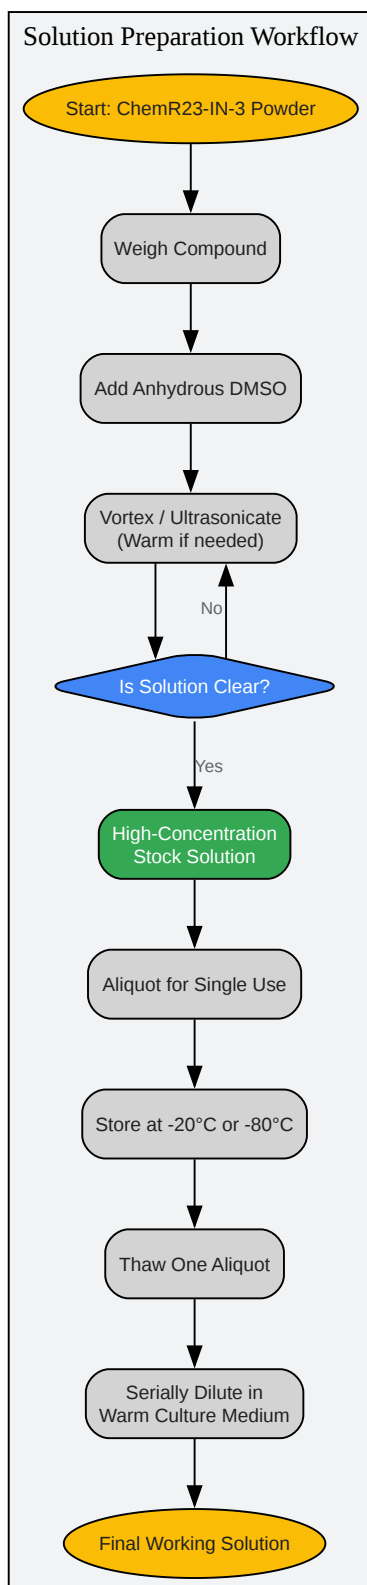 Solution Preparation Workflow
Start: ChemR23-IN-3 Powder
Weigh Compound
Add Anhydrous DMSO
Vortex / Ultrasonicate
(Warm if needed)
No
Is Solution Clear?
Yes
High-Concentration
Stock Solution
Aliquot for Single Use
Store at -20°C or -80°C
Thaw One Aliquot
Serially Dilute in
Warm Culture Medium
Final Working Solution